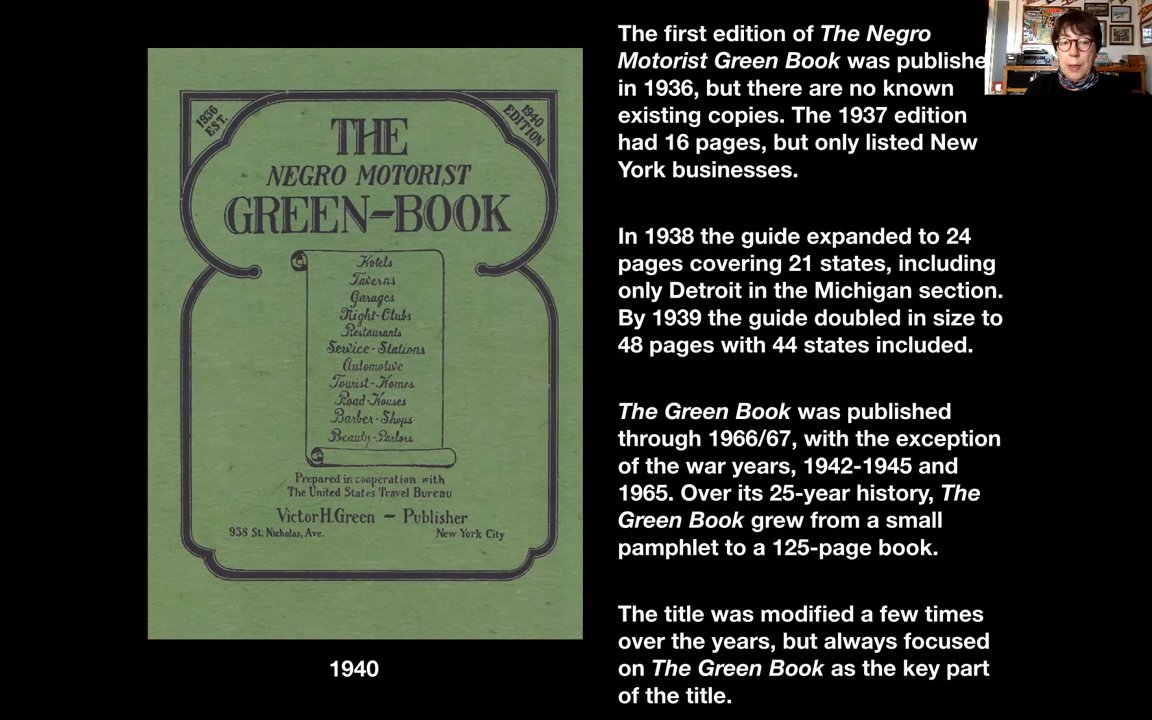 1936
EST.
1940
EDITION
THE
NEGRO MOTORIST
GREEN-BOOK
Hotels
Taverns
Garages
Night-Clubs
Restaurants
Service-Stations
Automotive
Tourist-Homes
Road-Houses
Barber-Shops
Beauty-Parlors
Prepared in cooperation with
The United States Travel Bureau
Victor H. Green — Publisher
938 St. Nicholas, Ave. New York City
1940
The first edition of The Negro
Motorist Green Book was publishe
in 1936, but there are no known
existing copies. The 1937 edition
had 16 pages, but only listed New
York businesses.
In 1938 the guide expanded to 24
pages covering 21 states, including
only Detroit in the Michigan section.
By 1939 the guide doubled in size to
48 pages with 44 states included.
The Green Book was published
through 1966/67, with the exception
of the war years, 1942-1945 and
1965. Over its 25-year history, The
Green Book grew from a small
pamphlet to a 125-page book.
The title was modified a few times
over the years, but always focused
on The Green Book as the key part
of the title.